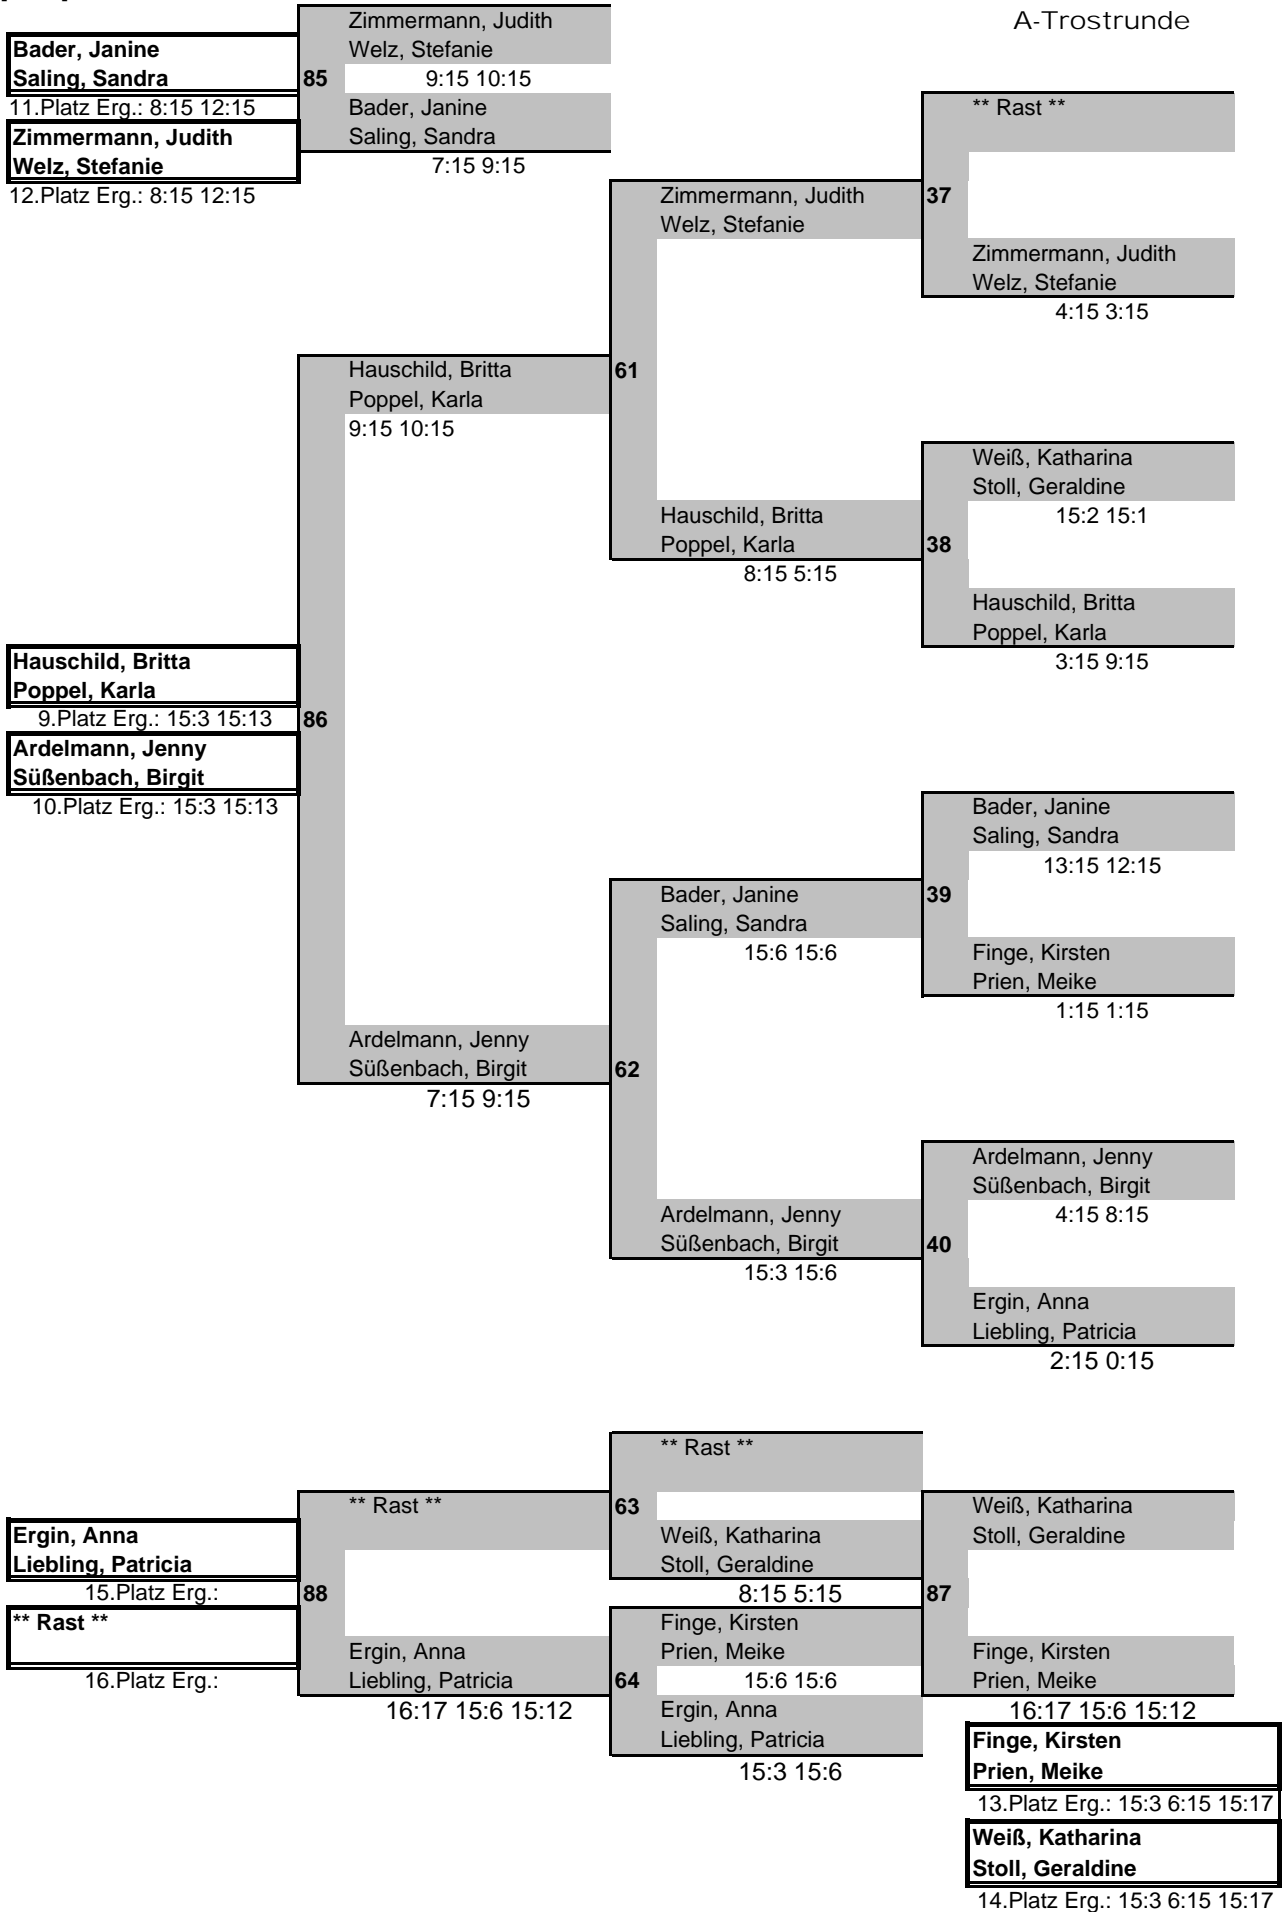 A-Trostrunde
Zimmermann, Judith
Welz, Stefanie
Bader, Janine
Saling, Sandra
85
9:15 10:15
11.Platz Erg.: 8:15 12:15
Bader, Janine
Saling, Sandra
** Rast **
Zimmermann, Judith
Welz, Stefanie
7:15 9:15
12.Platz Erg.: 8:15 12:15
Zimmermann, Judith
Welz, Stefanie
37
Zimmermann, Judith
Welz, Stefanie
4:15 3:15
Hauschild, Britta
Poppel, Karla
61
9:15 10:15
Weiß, Katharina
Stoll, Geraldine
15:2 15:1
Hauschild, Britta
Poppel, Karla
38
8:15 5:15
Hauschild, Britta
Poppel, Karla
3:15 9:15
Hauschild, Britta
Poppel, Karla
9.Platz Erg.: 15:3 15:13
86
Ardelmann, Jenny
Süßenbach, Birgit
10.Platz Erg.: 15:3 15:13
Bader, Janine
Saling, Sandra
13:15 12:15
Bader, Janine
Saling, Sandra
39
15:6 15:6
Finge, Kirsten
Prien, Meike
1:15 1:15
Ardelmann, Jenny
Süßenbach, Birgit
62
7:15 9:15
Ardelmann, Jenny
Süßenbach, Birgit
4:15 8:15
Ardelmann, Jenny
Süßenbach, Birgit
40
15:3 15:6
Ergin, Anna
Liebling, Patricia
2:15 0:15
** Rast **
** Rast **
63
Weiß, Katharina
Stoll, Geraldine
Ergin, Anna
Liebling, Patricia
Weiß, Katharina
Stoll, Geraldine
15.Platz Erg.:
88
8:15 5:15
87
** Rast **
Finge, Kirsten
Prien, Meike
Ergin, Anna
Liebling, Patricia
Finge, Kirsten
Prien, Meike
16.Platz Erg.:
64
15:6 15:6
16:17 15:6 15:12
Ergin, Anna
Liebling, Patricia
16:17 15:6 15:12
15:3 15:6
Finge, Kirsten
Prien, Meike
13.Platz Erg.: 15:3 6:15 15:17
Weiß, Katharina
Stoll, Geraldine
14.Platz Erg.: 15:3 6:15 15:17